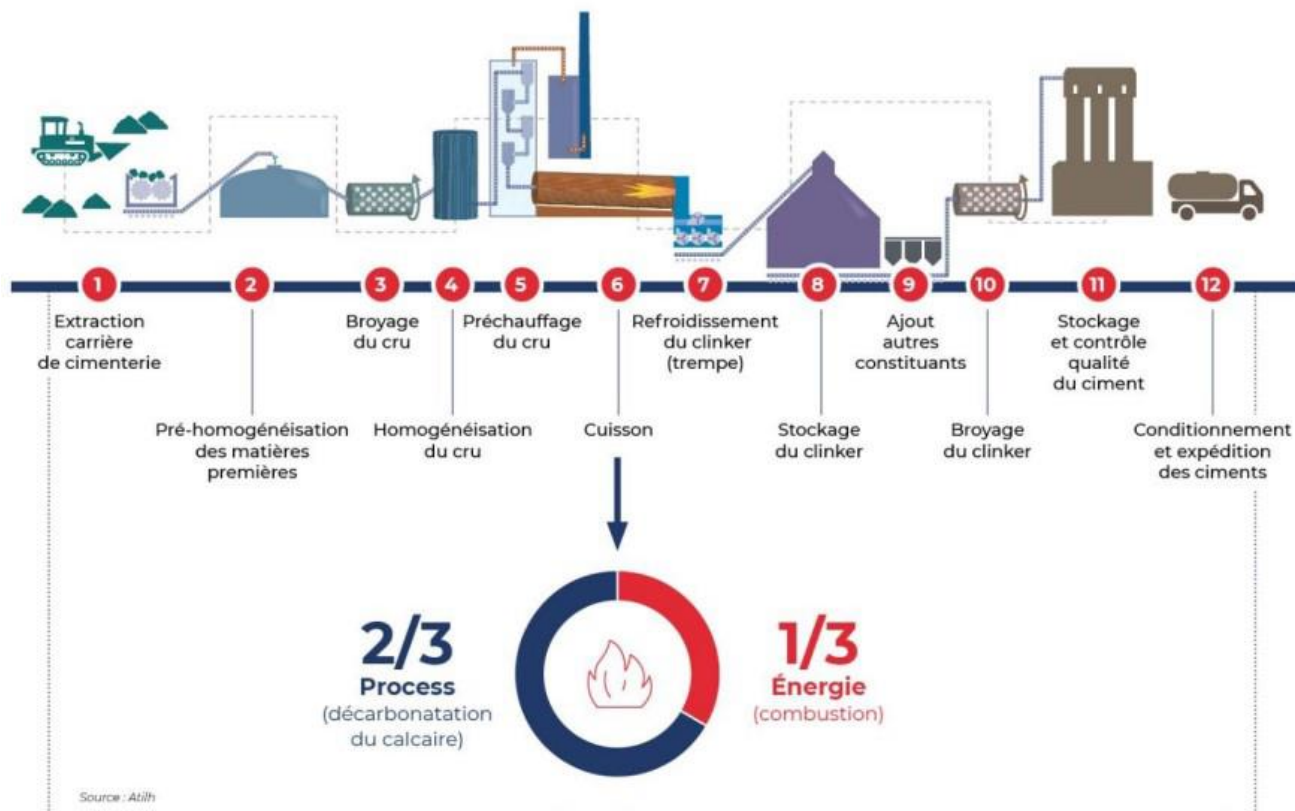 1
2
3
4
5
6
7
8
9
10
11
12
Extraction
carrière
de cimenterie
Pré-homogénéisation
des matières
premières
Broyage
du cru
Homogénéisation
du cru
Préchauffage
du cru
Cuisson
Refroidissement
du clinker
(trempe)
Stockage
du clinker
Ajout
autres
constituants
Broyage
du clinker
Stockage
et contrôle
qualité
du ciment
Conditionnement
et expédition
des ciments
2/3
Process
(décarbonatation
du calcaire)
1/3
Énergie
(combustion)
Source : Atilh